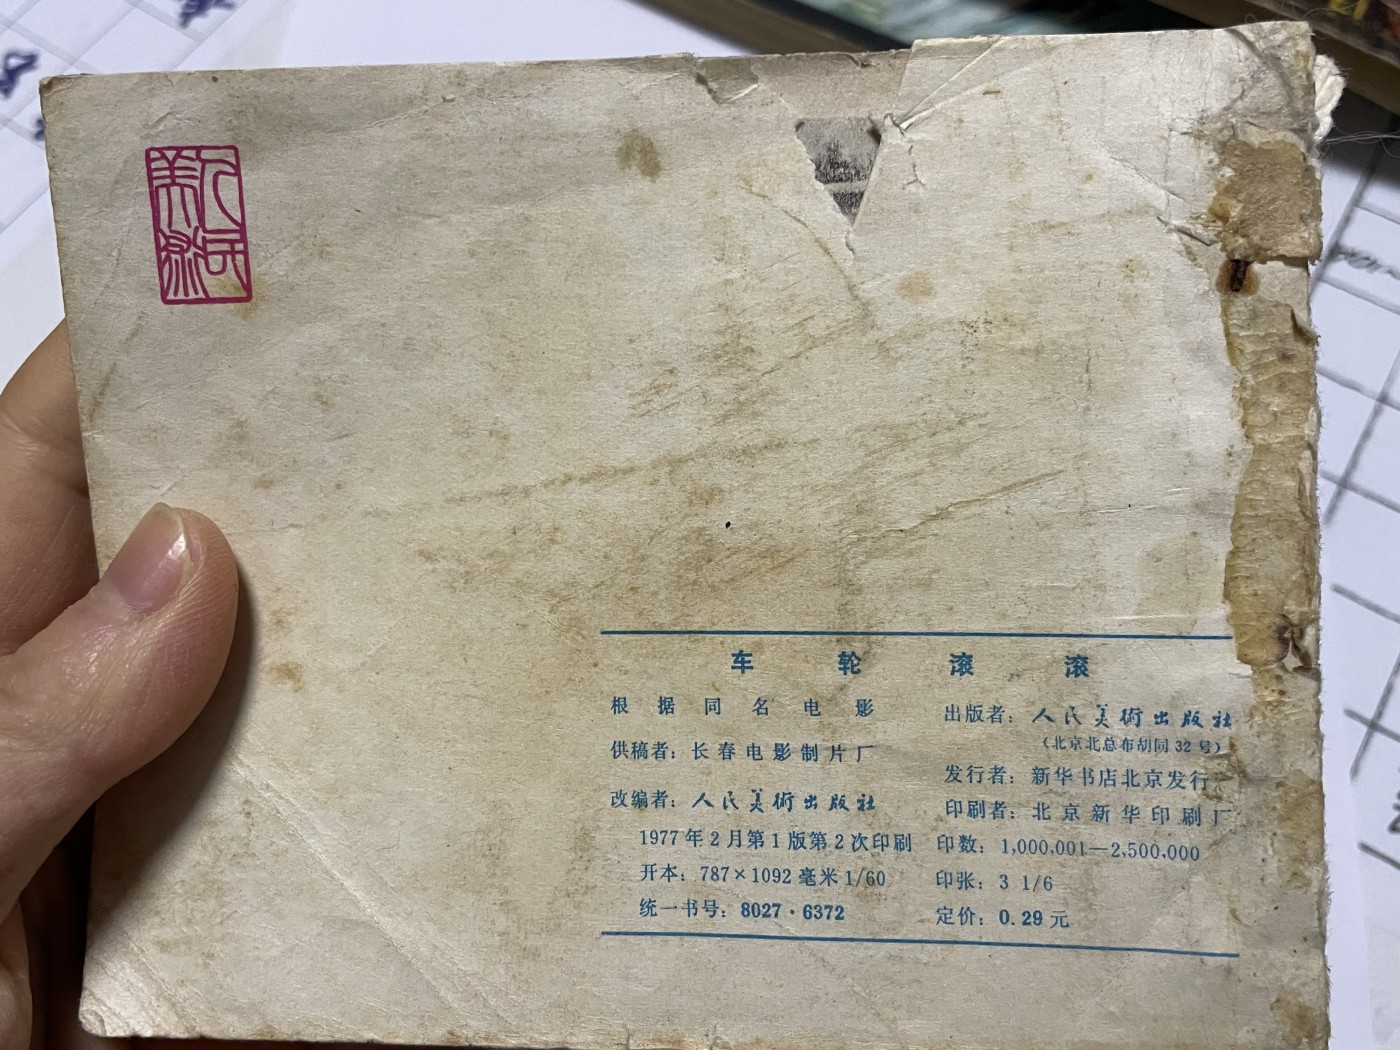 人民
美術
车轮滚滚
根据同名电影
供稿者：长春电影制片厂
改编者：人民美術出版社
1977年2月第1版第2次印刷
开本：787×1092毫米1/60
统一书号：8027·6372
出版者：人民美術出版社
（北京北总布胡同32号）
发行者：新华书店北京发行
印刷者：北京新华印刷厂
印数：1,000,001—2,500,000
印张：3 1/6
定价：0.29元